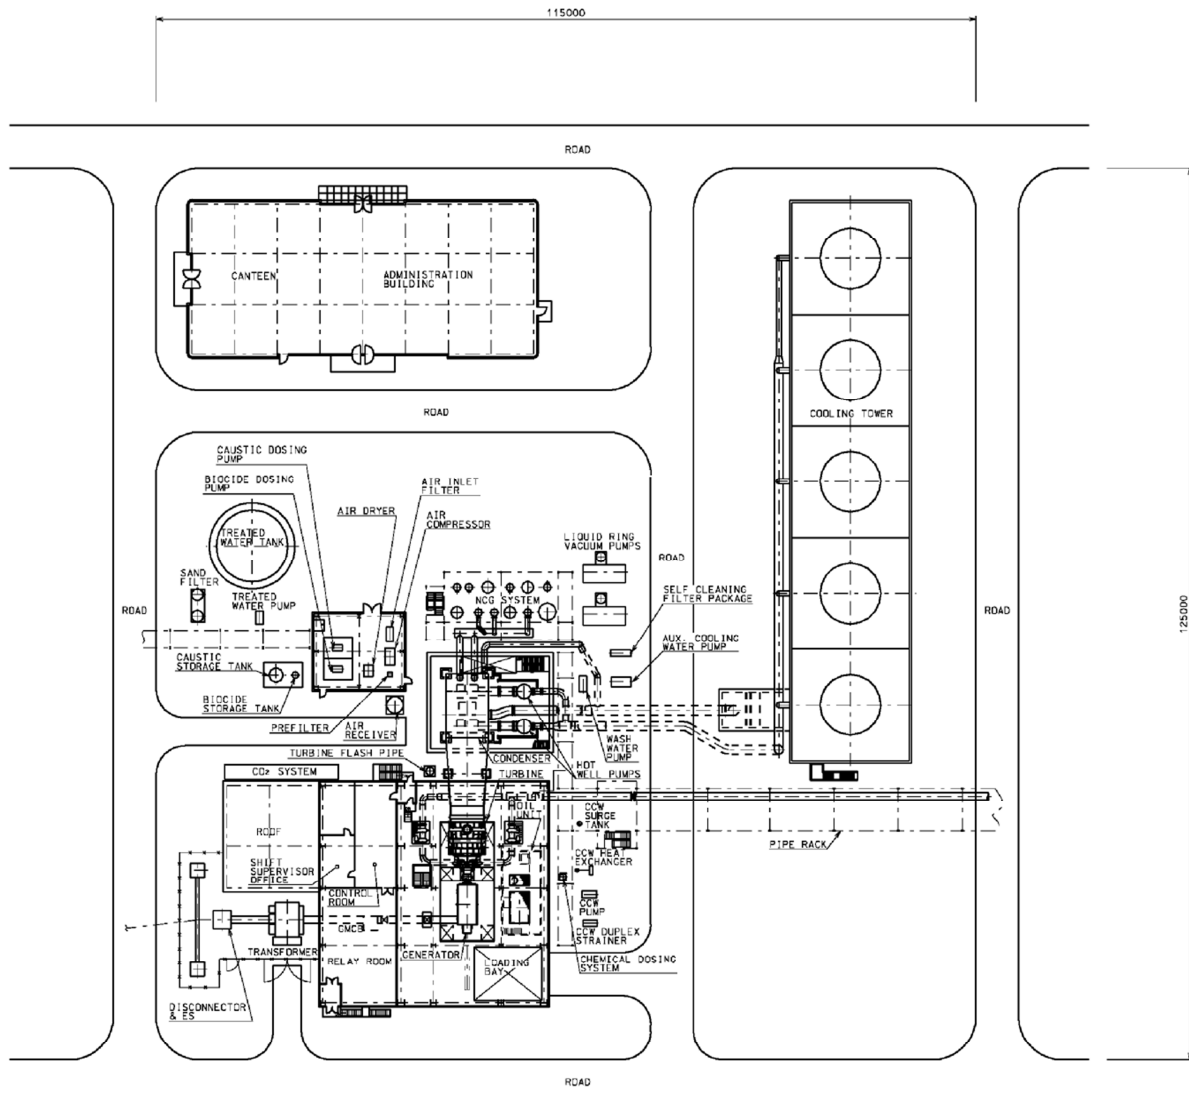 115000
ROAD
CANTEEN
ADMINISTRATION
BUILDING
COOLING TOWER
ROAD
CAUSTIC DOSING
PUMP
BIOCIDE DOSING
PUMP
AIR INLET
FILTER
AIR DRYER
AIR
COMPRESSOR
TREATED
WATER TANK
LIQUID RING
VACUUM PUMPS
ROAD
SAND
FILTER
NCG SYSTEM
SELF CLEANING
FILTER PACKAGE
TREATED
WATER PUMP
ROAD
ROAD
125000
AUX. COOLING
WATER PUMP
CAUSTIC
STORAGE TANK
BIOCIDE
STORAGE TANK
PREFILTER
AIR
RECEIVER
WASH
WATER
PUMP
TURBINE FLASH PIPE
CONDENSER
HOT
WELL PUMPS
CO2 SYSTEM
TURBINE
OIL
UNIT
CCW
SURGE
TANK
ROOF
PIPE RACK
SHIFT
SUPERVISOR
OFFICE
CCW HEAT
EXCHANGER
CONTROL
ROOM
CCW
PUMP
GMCB
CCW DUPLEX
STRAINER
TRANSFORMER
GENERATOR
RELAY ROOM
LOADING
BAY
CHEMICAL DOSING
SYSTEM
DISCONNECTOR
& ES
ROAD